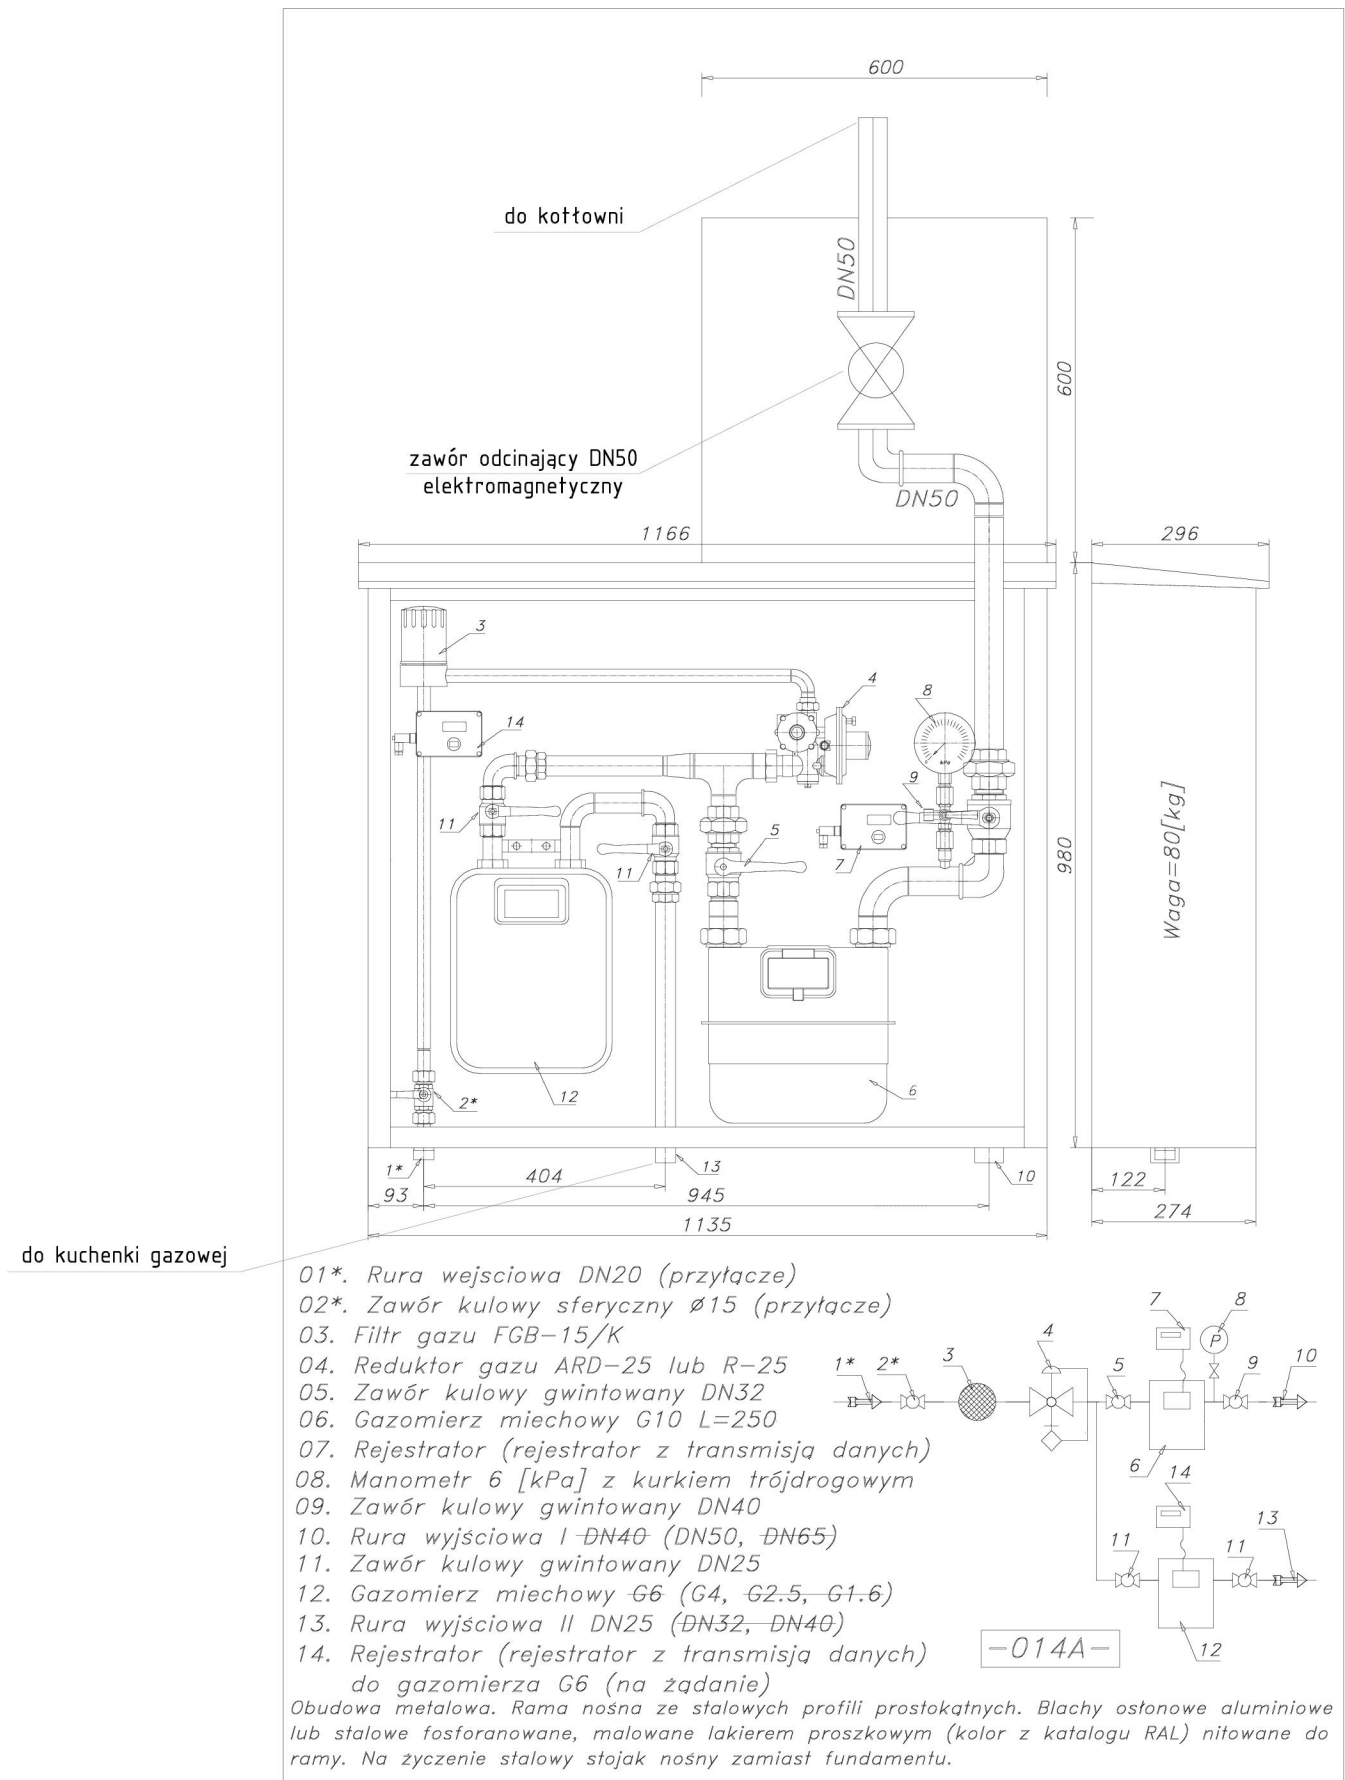 600
do kotłowni
DN50
600
zawór odcinający DN50
elektromagnetyczny
DN50
1166
296
3
4
8
14
kPa
9
11
5
11
7
980
Waga=80[kg]
12
6
2*
1*
13
10
404
93
945
122
1135
274
do kuchenki gazowej
01*. Rura wejsciowa DN20 (przyłącze)
02*. Zawór kulowy sferyczny ø15 (przyłącze)
03. Filtr gazu FGB-15/K
04. Reduktor gazu ARD-25 lub R-25
05. Zawór kulowy gwintowany DN32
06. Gazomierz miechowy G10 L=250
07. Rejestrator (rejestrator z transmisją danych)
08. Manometr 6 [kPa] z kurkiem trójdrogowym
09. Zawór kulowy gwintowany DN40
10. Rura wyjściowa I DN40 (DN50, DN65)
11. Zawór kulowy gwintowany DN25
12. Gazomierz miechowy G6 (G4, G2.5, G1.6)
13. Rura wyjściowa II DN25 (DN32, DN40)
14. Rejestrator (rejestrator z transmisją danych)
do gazomierza G6 (na żądanie)
7
8
4
3
1*
2*
5
9
10
P
6
14
11
11
13
12
-014A-
Obudowa metalowa. Rama nośna ze stalowych profili prostokątnych. Blachy osłonowe aluminiowe
lub stalowe fosforanowane, malowane lakierem proszkowym (kolor z katalogu RAL) nitowane do
ramy. Na życzenie stalowy stojak nośny zamiast fundamentu.